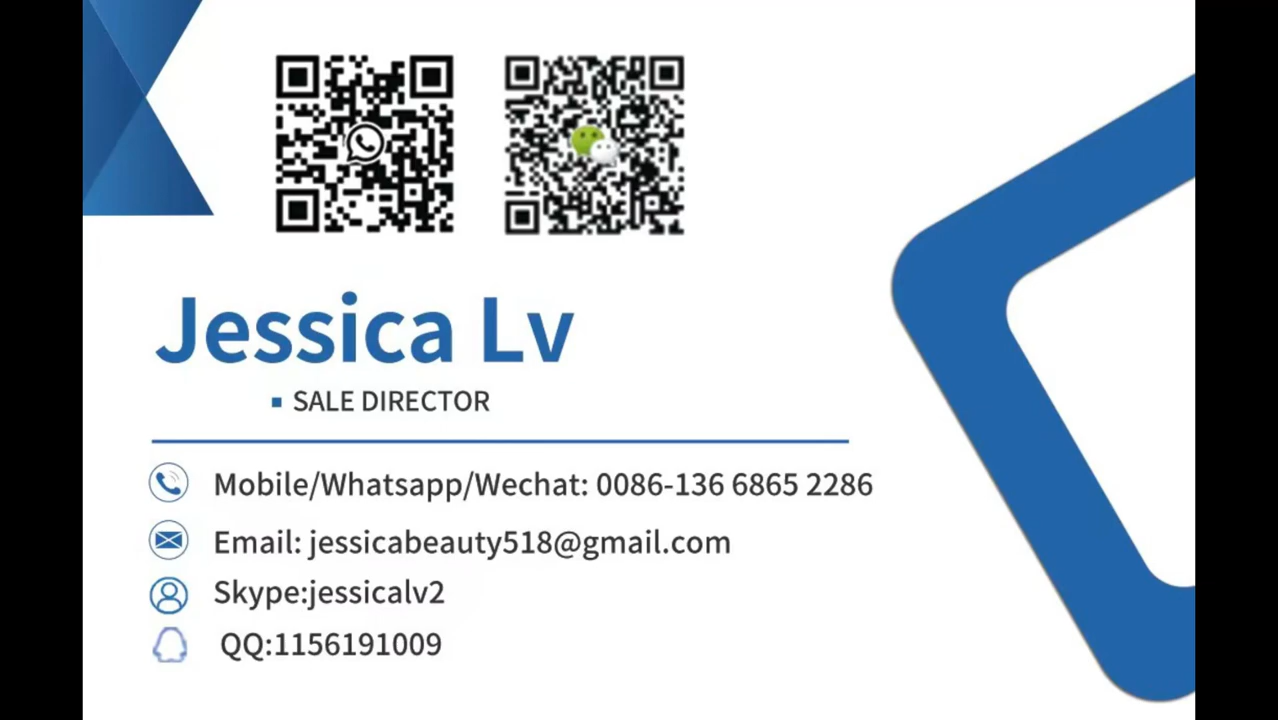 Jessica Lv
SALE DIRECTOR
Mobile/Whatsapp/Wechat: 0086-136 6865 2286
Email: jessicabeauty518@gmail.com
Skype:jessicalv2
QQ:1156191009